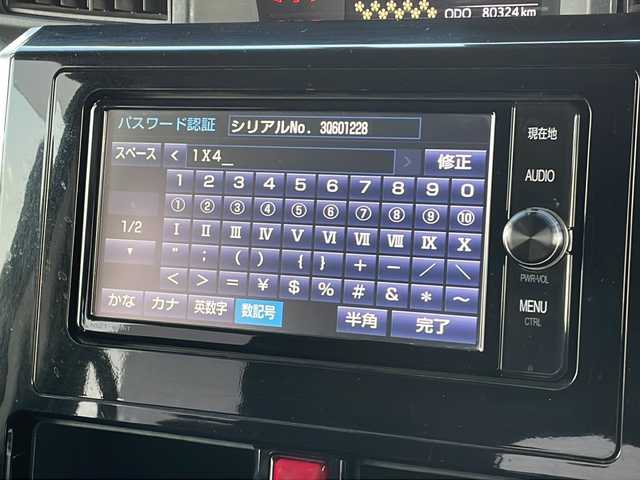 ODO 80324km
パスワード認証 シリアルNo. 3Q601228
スペース < 1X4_ > 修正
1 2 3 4 5 6 7 8 9 0
① ② ③ ④ ⑤ ⑥ ⑦ ⑧ ⑨ ⑩
1/2 Ⅰ Ⅱ Ⅲ Ⅳ Ⅴ Ⅵ Ⅶ Ⅷ Ⅸ Ⅹ
▼ " ; ( ) { } + − / \
< > = ¥ $ % # & * ~
かな カナ 英数字 数記号 半角 完了
現在地
AUDIO
PWR•VOL
MENU
CTRL